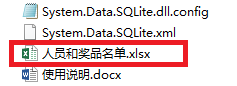 System.Data.SQLite.dll.config
System.Data.SQLite.xml
人员和奖品名单.xlsx
使用说明.docx